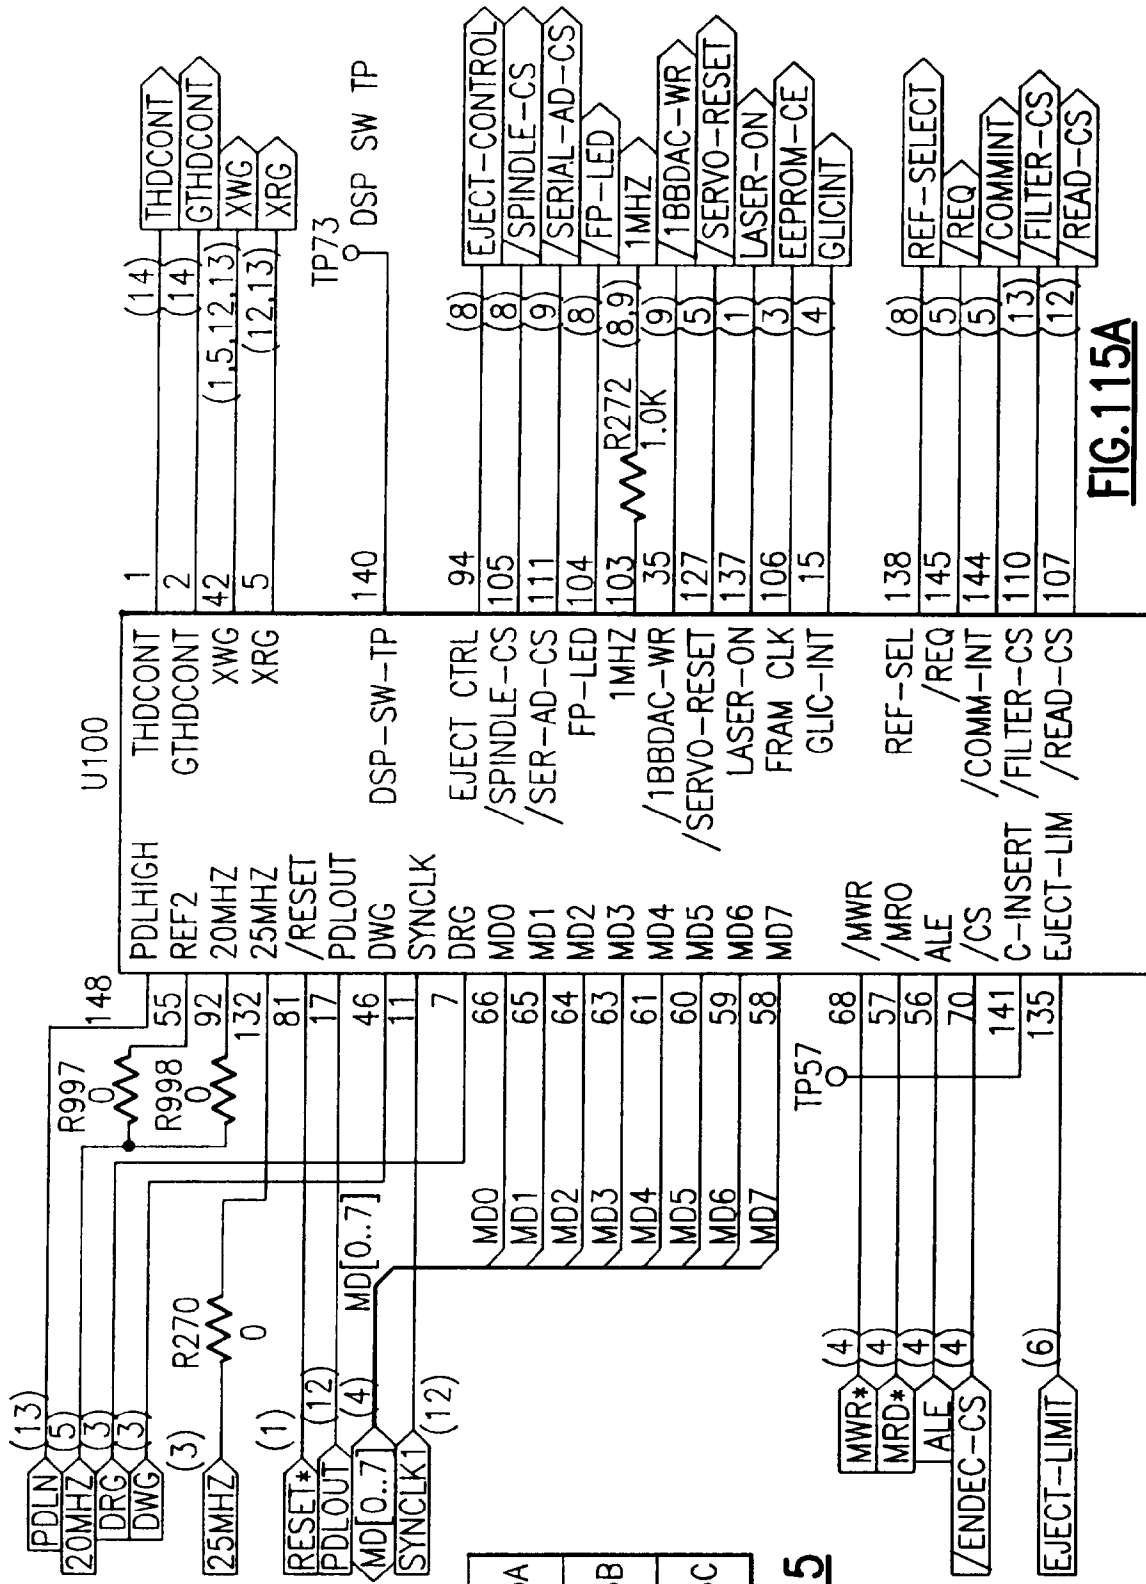 U100
PDLN (13)
20MHZ (5)
DRG (3)
DWG (3)
(3)
25MHZ
R270
0
R997
0
R998
0
(1)
RESET*
PDLOUT (12)
MD[0..7] (4) MD[0..7]
SYNCLK1 (12)
148 PDLHIGH
55 REF2
92 20MHZ
132 25MHZ
81 /RESET
17 PDLOUT
46 DWG
11 SYNCLK
7 DRG
MD0 66 MD0
MD1 65 MD1
MD2 64 MD2
MD3 63 MD3
MD4 61 MD4
MD5 60 MD5
MD6 59 MD6
MD7 58 MD7
TP57
MWR* (4) 68 /MWR
MRD* (4) 57 /MRO
ALE (4) 56 ALE
/ENDEC-CS (4) 70 /CS
141 C-INSERT
EJECT-LIMIT (6) 135 EJECT-LIM
THDCONT 1 (14) THDCONT
GTHDCONT 2 (14) GTHDCONT
XWG 42 (1,5,12,13) XWG
XRG 5 (12,13) XRG
TP73
DSP-SW-TP 140 DSP SW TP
EJECT CTRL 94 (8) EJECT-CONTROL
/SPINDLE-CS 105 (8) /SPINDLE-CS
/SER-AD-CS 111 (9) /SERIAL-AD-CS
FP-LED 104 (8) /FP-LED
1MHZ 103 R272 1.0K (8,9) 1MHZ
/1BBDAC-WR 35 (9) /1BBDAC-WR
/SERVO-RESET 127 (5) /SERVO-RESET
LASER-ON 137 (1) LASER-ON
FRAM CLK 106 (3) EEPROM-CE
GLIC-INT 15 (4) GLICINT
REF-SEL 138 (8) REF-SELECT
/REQ 145 (5) /REQ
/COMM-INT 144 (5) /COMMINT
/FILTER-CS 110 (13) /FILTER-CS
/READ-CS 107 (12) /READ-CS
FIG.115A
A
B
C
5